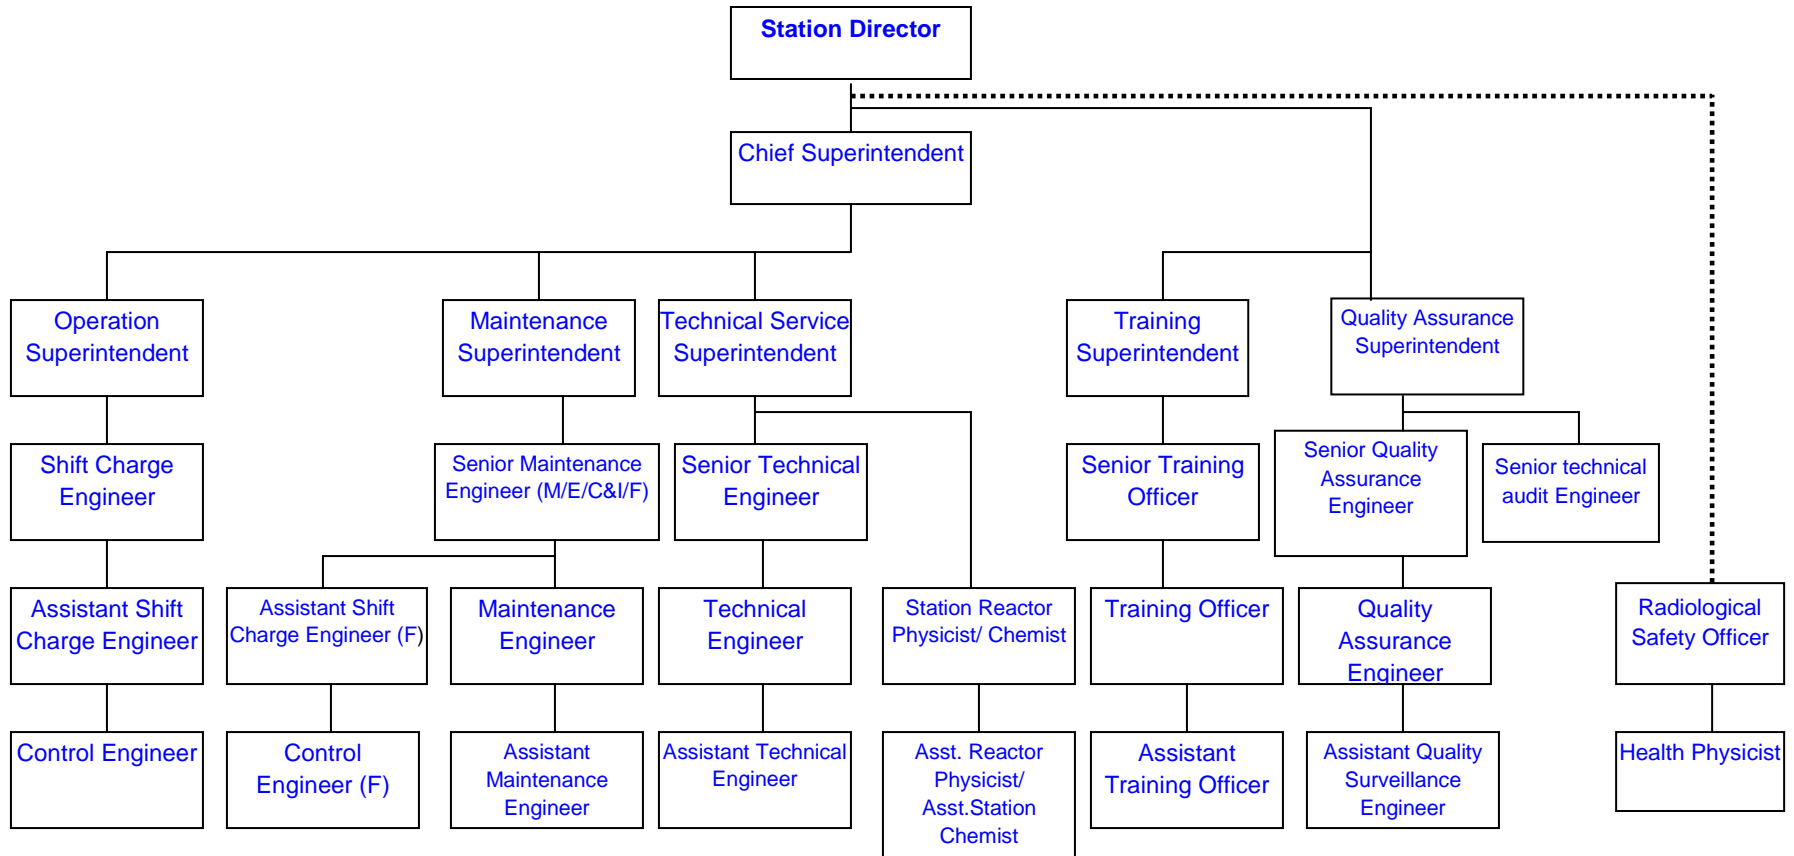 Station Director
Chief Superintendent
Operation
Superintendent
Maintenance
Superintendent
Technical Service
Superintendent
Training
Superintendent
Quality Assurance
Superintendent
Shift Charge
Engineer
Senior Maintenance
Engineer (M/E/C&I/F)
Senior Technical
Engineer
Senior Training
Officer
Senior Quality
Assurance
Engineer
Senior technical
audit Engineer
Assistant Shift
Charge Engineer
Assistant Shift
Charge Engineer (F)
Maintenance
Engineer
Technical
Engineer
Station Reactor
Physicist/ Chemist
Training Officer
Quality
Assurance
Engineer
Radiological
Safety Officer
Control Engineer
Control
Engineer (F)
Assistant
Maintenance
Engineer
Assistant Technical
Engineer
Asst. Reactor
Physicist/
Asst.Station
Chemist
Assistant
Training Officer
Assistant Quality
Surveillance
Engineer
Health Physicist